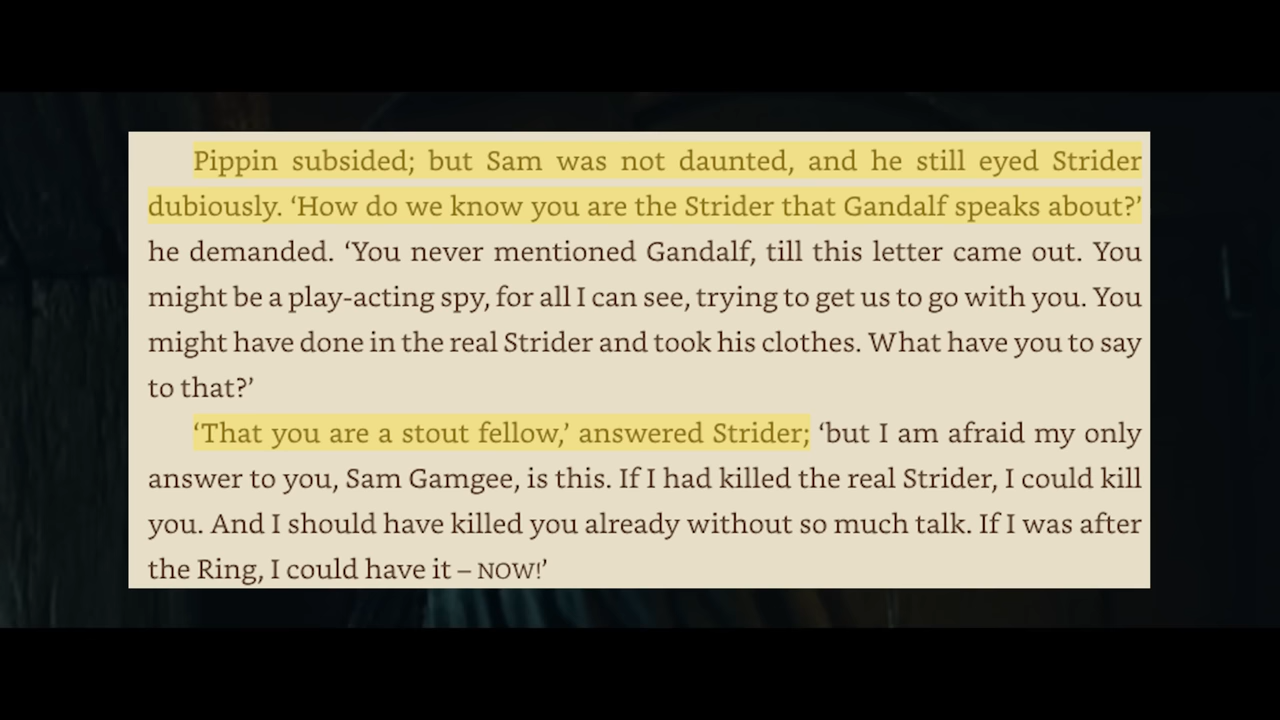 Pippin subsided; but Sam was not daunted, and he still eyed Strider
dubiously. ‘How do we know you are the Strider that Gandalf speaks about?’
he demanded. ‘You never mentioned Gandalf, till this letter came out. You
might be a play-acting spy, for all I can see, trying to get us to go with you. You
might have done in the real Strider and took his clothes. What have you to say
to that?’
‘That you are a stout fellow,’ answered Strider; ‘but I am afraid my only
answer to you, Sam Gamgee, is this. If I had killed the real Strider, I could kill
you. And I should have killed you already without so much talk. If I was after
the Ring, I could have it – NOW!’